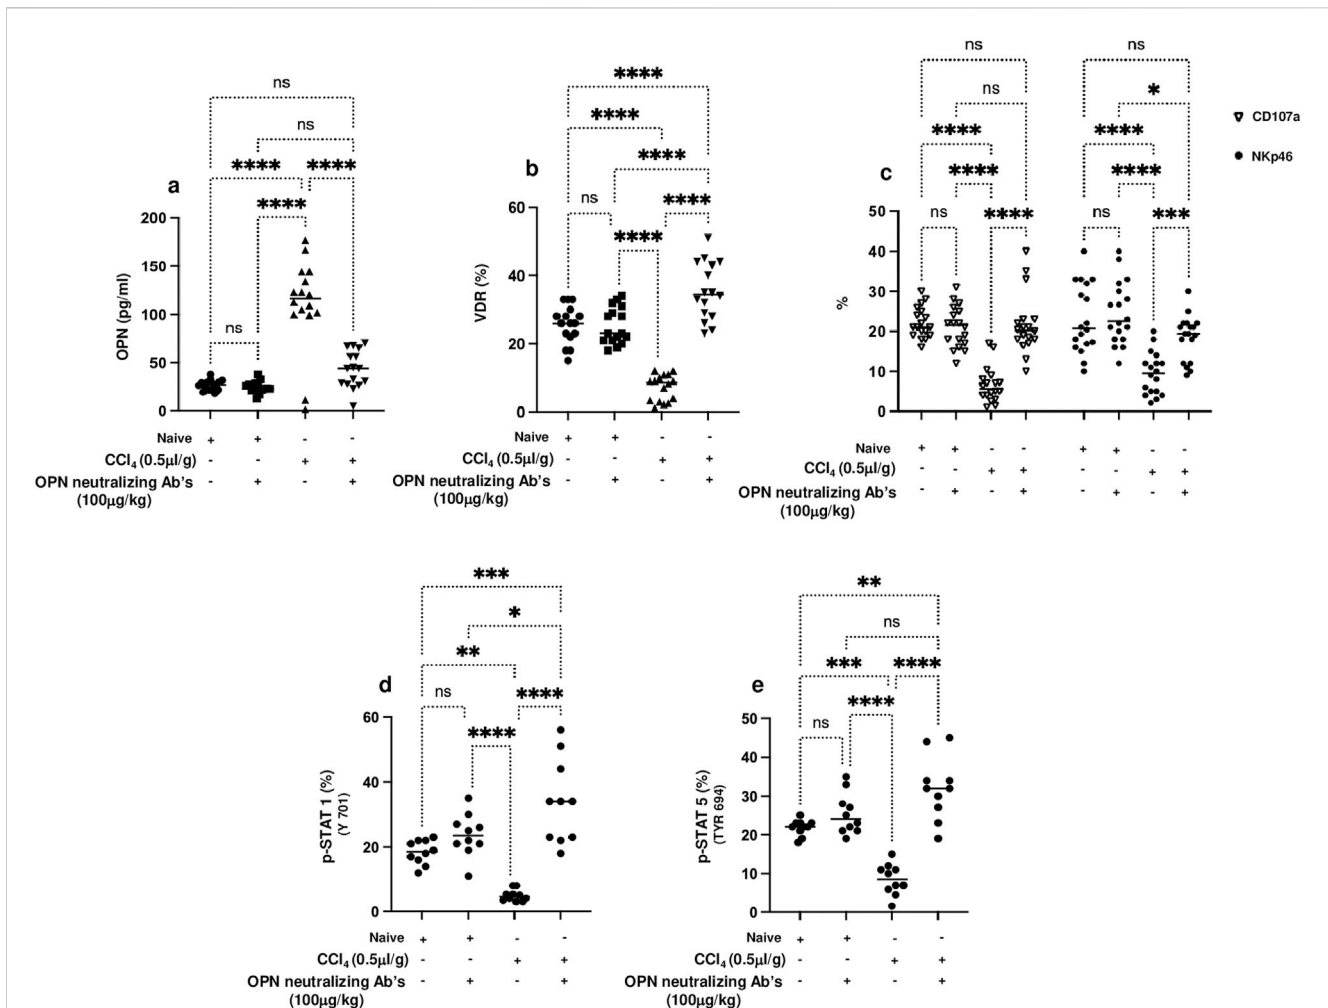 a
ns
ns
**** ****
****
ns
OPN (pg/ml)
200
150
100
50
0
Naive + + - -
CCl₄ (0.5µl/g) - - + +
OPN neutralizing Ab's - + - +
(100µg/kg)
b
****
****
****
ns ****
****
VDR (%)
60
40
20
0
Naive + + - -
CCl₄ (0.5µl/g) - - + +
OPN neutralizing Ab's - + - +
(100µg/kg)
c
ns ns
ns *
**** ****
**** ****
ns **** ns ***
CD107a
NKp46
%
50
40
30
20
10
0
Naive + + - - + + - -
CCl₄ (0.5µl/g) - - + + - - + +
OPN neutralizing Ab's - + - + - + - +
(100µg/kg)
d
***
*
**
ns ****
****
p-STAT 1 (%)
(Y 701)
60
40
20
0
Naive + + - -
CCl₄ (0.5µl/g) - - + +
OPN neutralizing Ab's - + - +
(100µg/kg)
e
**
ns
*** ****
****
ns
p-STAT 5 (%)
(TYR 694)
50
40
30
20
10
0
Naive + + - -
CCl₄ (0.5µl/g) - - + +
OPN neutralizing Ab's - + - +
(100µg/kg)